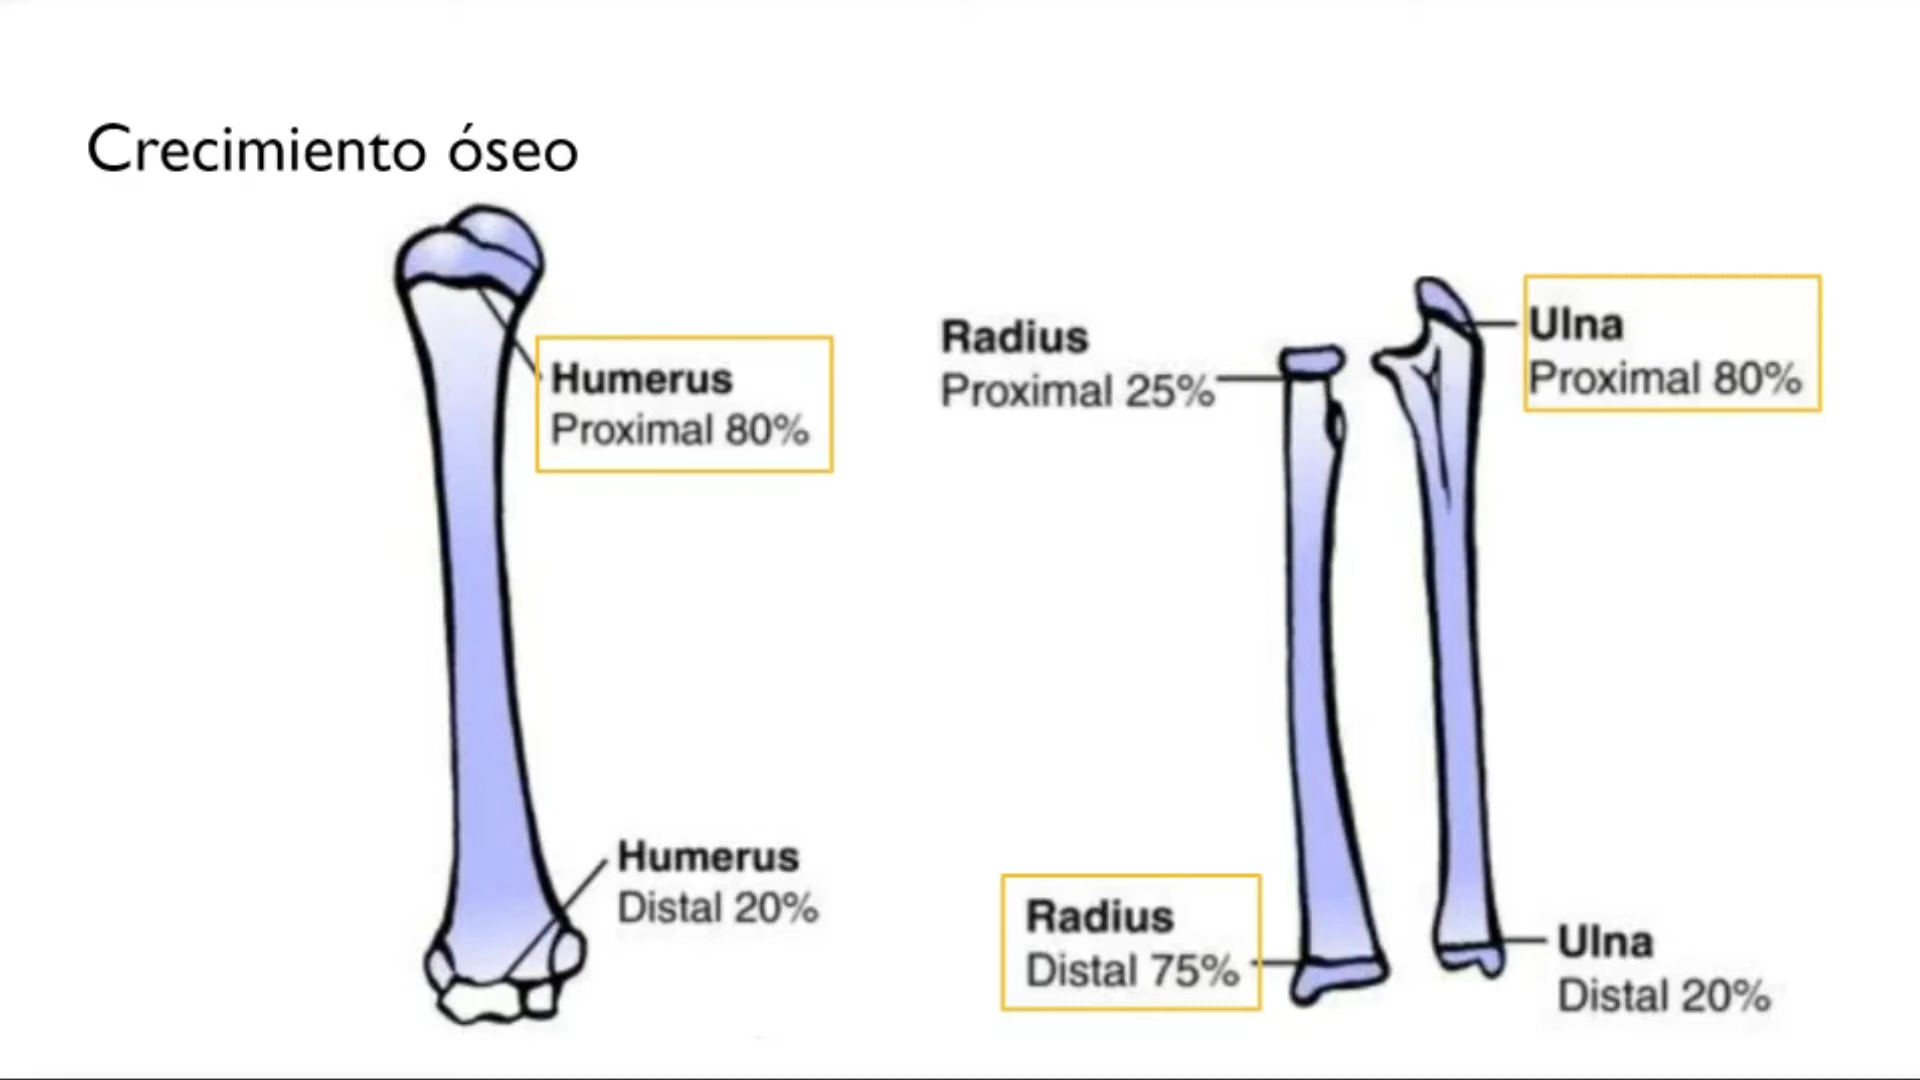 Crecimiento óseo
Humerus
Proximal 80%
Humerus
Distal 20%
Radius
Proximal 25%
Ulna
Proximal 80%
Radius
Distal 75%
Ulna
Distal 20%